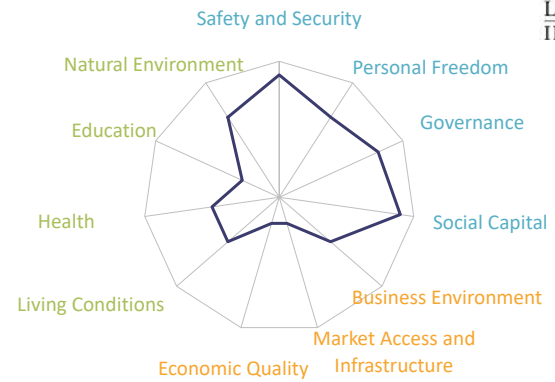 Safety and Security
Natural Environment
Personal Freedom
Education
Governance
Health
Social Capital
Living Conditions
Business Environment
Economic Quality
Market Access and
Infrastructure